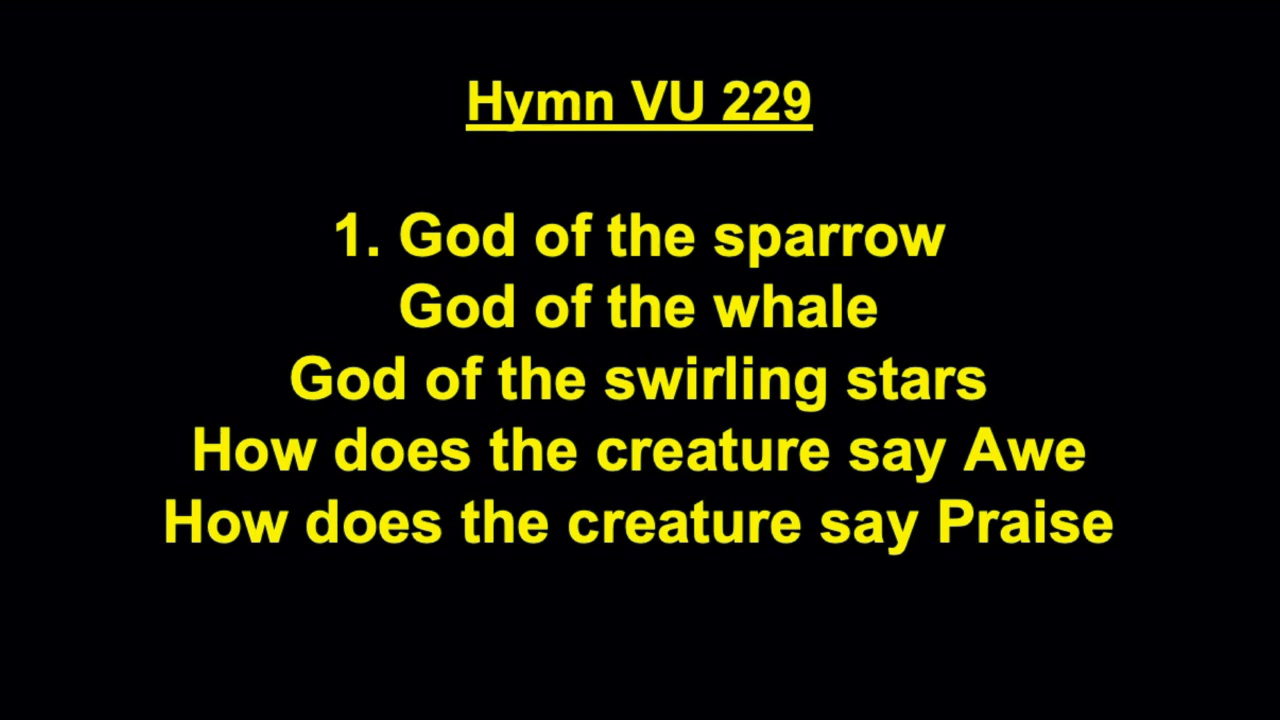 Hymn VU 229
1. God of the sparrow
God of the whale
God of the swirling stars
How does the creature say Awe
How does the creature say Praise